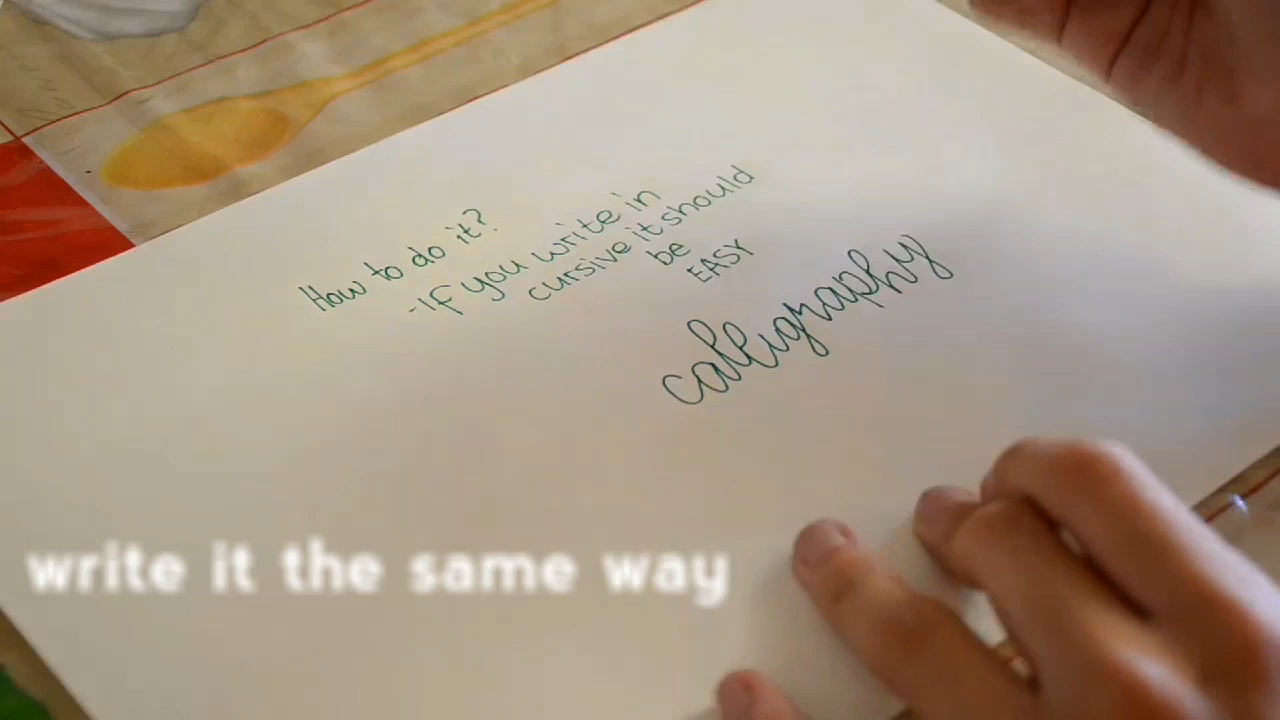 How to do it?
-If you write in
cursive it should
be
EASY
calligraphy
write it the same way